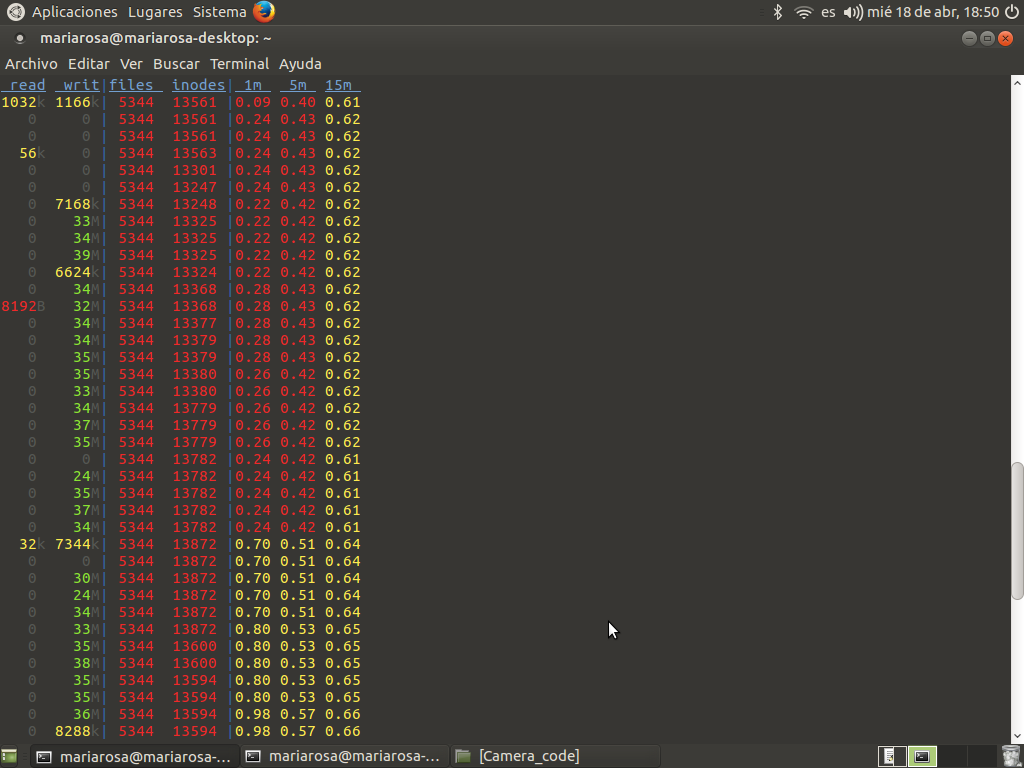 Aplicaciones Lugares Sistema es mié 18 de abr, 18:50
mariarosa@mariarosa-desktop: ~
Archivo Editar Ver Buscar Terminal Ayuda
read writ|files inodes| 1m 5m 15m
1032k 1166k| 5344 13561 |0.09 0.40 0.61
0 0 | 5344 13561 |0.24 0.43 0.62
0 0 | 5344 13561 |0.24 0.43 0.62
56k 0 | 5344 13563 |0.24 0.43 0.62
0 0 | 5344 13301 |0.24 0.43 0.62
0 0 | 5344 13247 |0.24 0.43 0.62
0 7168k| 5344 13248 |0.22 0.42 0.62
0 33M| 5344 13325 |0.22 0.42 0.62
0 34M| 5344 13325 |0.22 0.42 0.62
0 39M| 5344 13325 |0.22 0.42 0.62
0 6624k| 5344 13324 |0.22 0.42 0.62
0 34M| 5344 13368 |0.28 0.43 0.62
8192B 32M| 5344 13368 |0.28 0.43 0.62
0 34M| 5344 13377 |0.28 0.43 0.62
0 34M| 5344 13379 |0.28 0.43 0.62
0 35M| 5344 13379 |0.28 0.43 0.62
0 35M| 5344 13380 |0.26 0.42 0.62
0 33M| 5344 13380 |0.26 0.42 0.62
0 34M| 5344 13779 |0.26 0.42 0.62
0 37M| 5344 13779 |0.26 0.42 0.62
0 35M| 5344 13779 |0.26 0.42 0.62
0 0 | 5344 13782 |0.24 0.42 0.61
0 24M| 5344 13782 |0.24 0.42 0.61
0 35M| 5344 13782 |0.24 0.42 0.61
0 37M| 5344 13782 |0.24 0.42 0.61
0 34M| 5344 13782 |0.24 0.42 0.61
32k 7344k| 5344 13872 |0.70 0.51 0.64
0 0 | 5344 13872 |0.70 0.51 0.64
0 30M| 5344 13872 |0.70 0.51 0.64
0 24M| 5344 13872 |0.70 0.51 0.64
0 34M| 5344 13872 |0.70 0.51 0.64
0 33M| 5344 13872 |0.80 0.53 0.65
0 35M| 5344 13600 |0.80 0.53 0.65
0 38M| 5344 13600 |0.80 0.53 0.65
0 35M| 5344 13594 |0.80 0.53 0.65
0 35M| 5344 13594 |0.80 0.53 0.65
0 36M| 5344 13594 |0.98 0.57 0.66
0 8288k| 5344 13594 |0.98 0.57 0.66
mariarosa@mariarosa-... mariarosa@mariarosa-... [Camera_code]